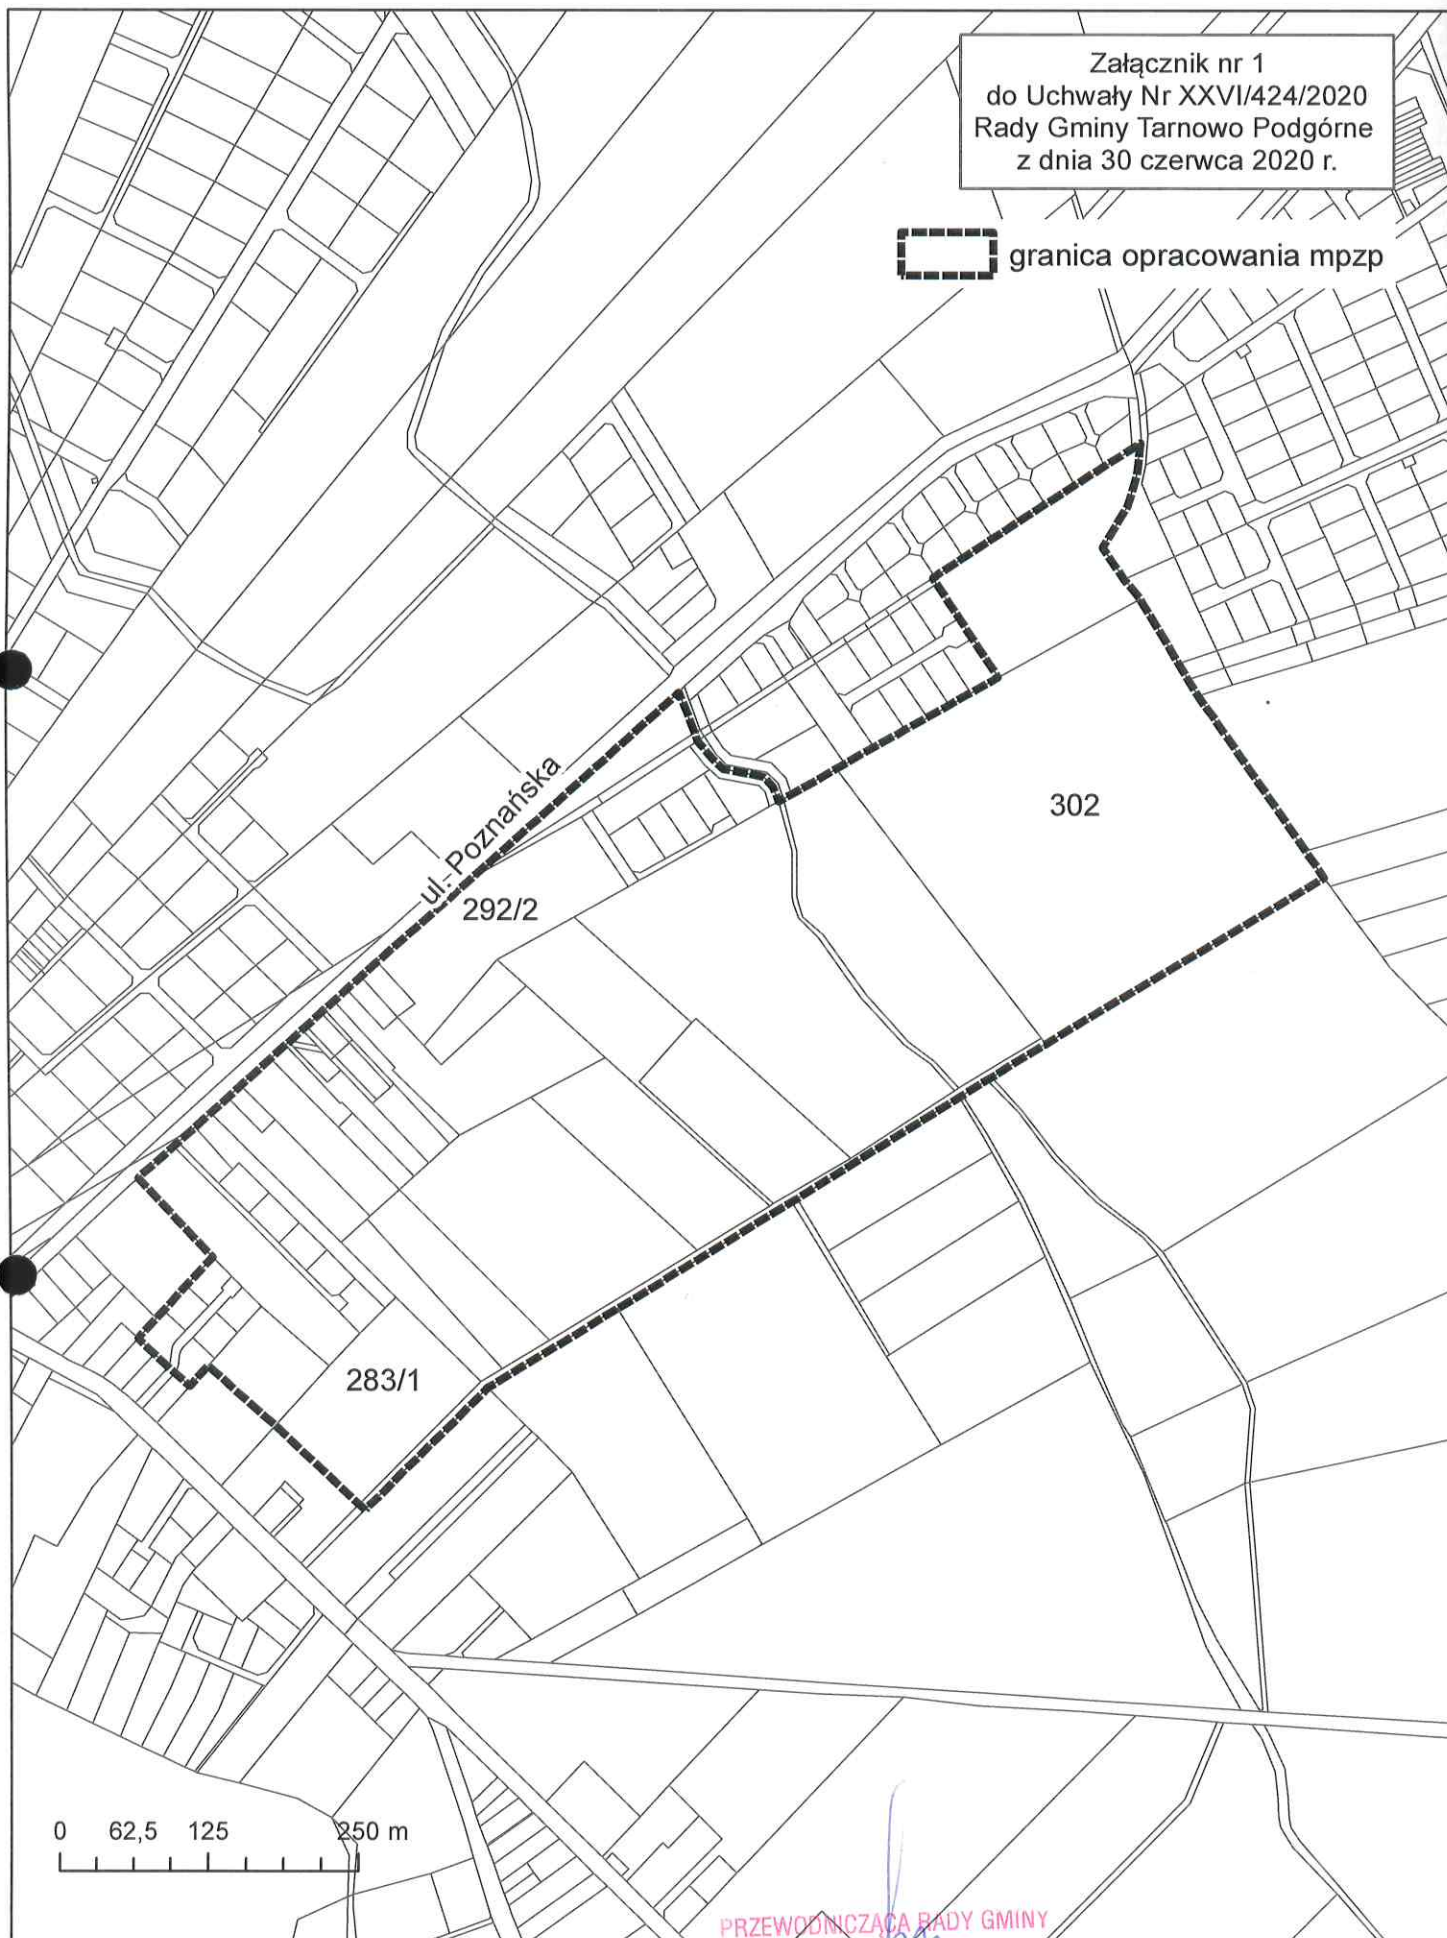 Załącznik nr 1
do Uchwały Nr XXVI/424/2020
Rady Gminy Tarnowo Podgórne
z dnia 30 czerwca 2020 r.
granica opracowania mpzp
ul. Poznańska
302
292/2
283/1
0 62,5 125 250 m
PRZEWODNICZĄCA RADY GMINY